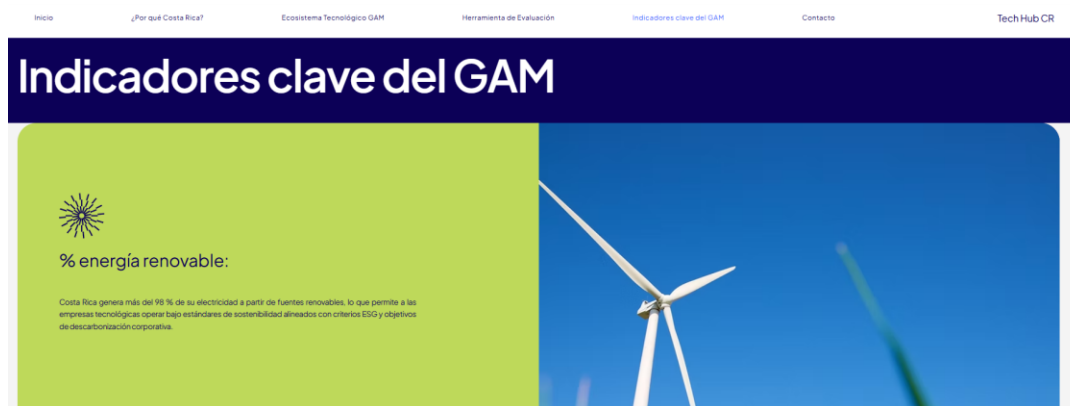 Inicio
¿Por qué Costa Rica?
Ecosistema Tecnológico GAM
Herramienta de Evaluación
Indicadores clave del GAM
Contacto
Tech Hub CR
Indicadores clave del GAM
% energía renovable:
Costa Rica genera más del 98 % de su electricidad a partir de fuentes renovables, lo que permite a las
empresas tecnológicas operar bajo estándares de sostenibilidad alineados con criterios ESG y objetivos
de descarbonización corporativa.